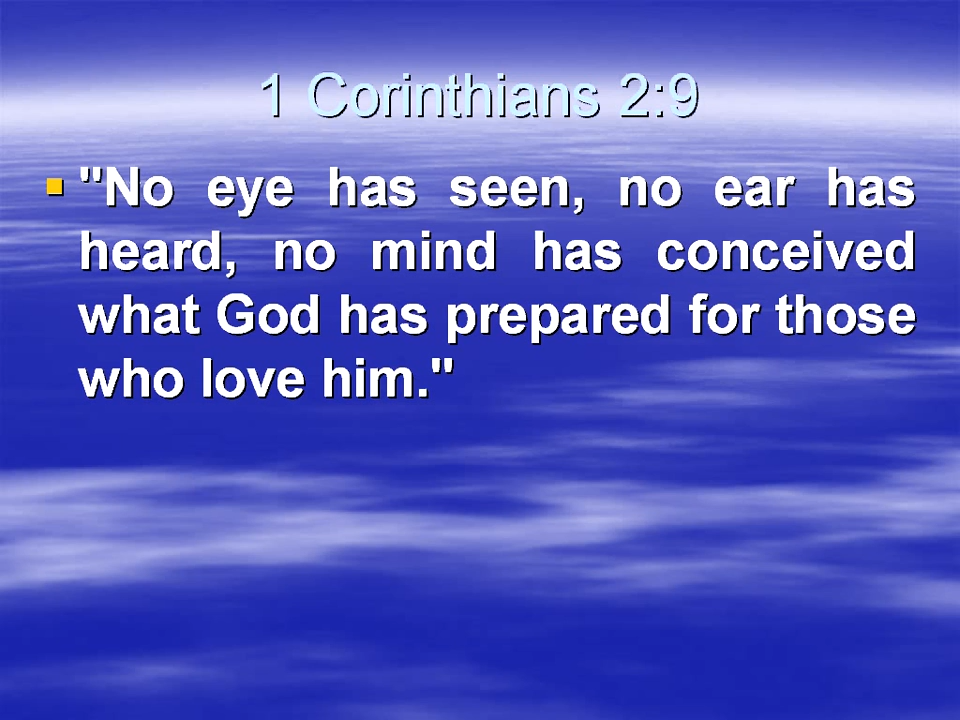 1 Corinthians 2:9
▪ "No eye has seen, no ear has
heard, no mind has conceived
what God has prepared for those
who love him."